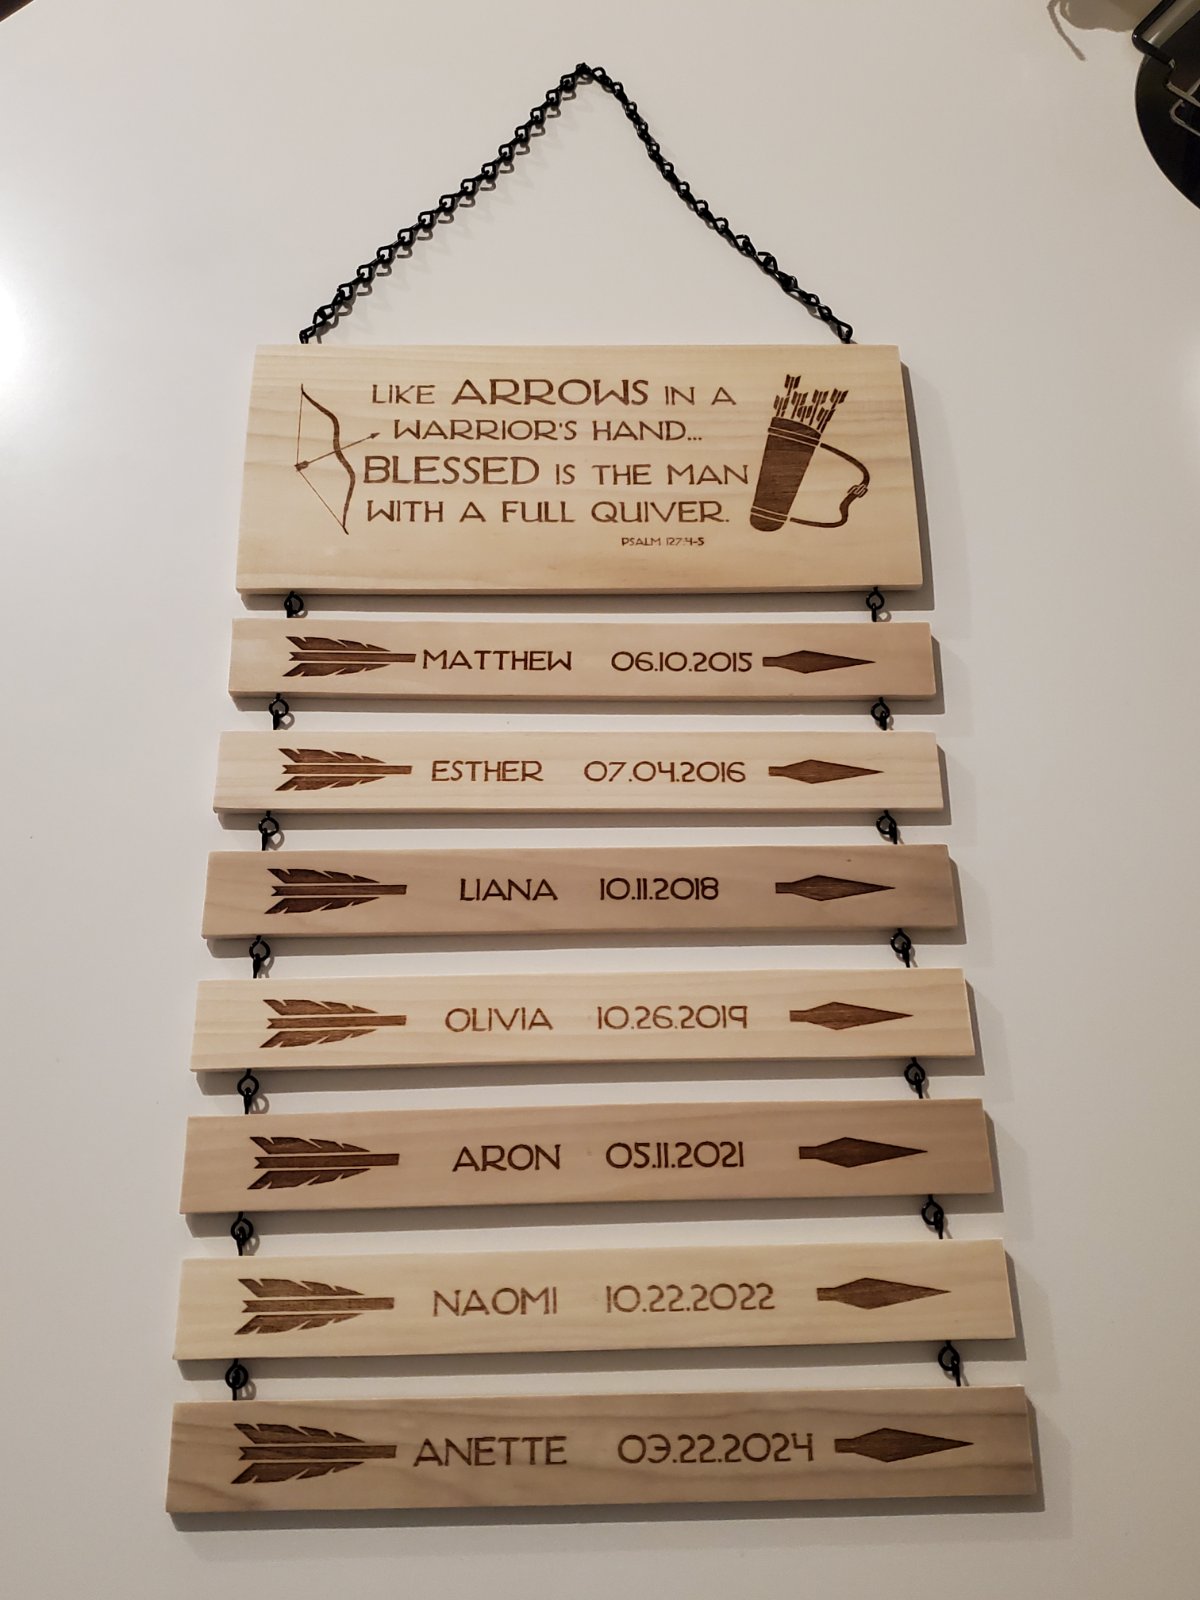 LIKE ARROWS IN A
WARRIOR'S HAND...
BLESSED IS THE MAN
WITH A FULL QUIVER.
PSALM 127:4-5
MATTHEW 06.10.2015
ESTHER 07.04.2016
LIANA 10.11.2018
OLIVIA 10.26.2019
ARON 05.11.2021
NAOMI 10.22.2022
ANETTE 03.22.2024